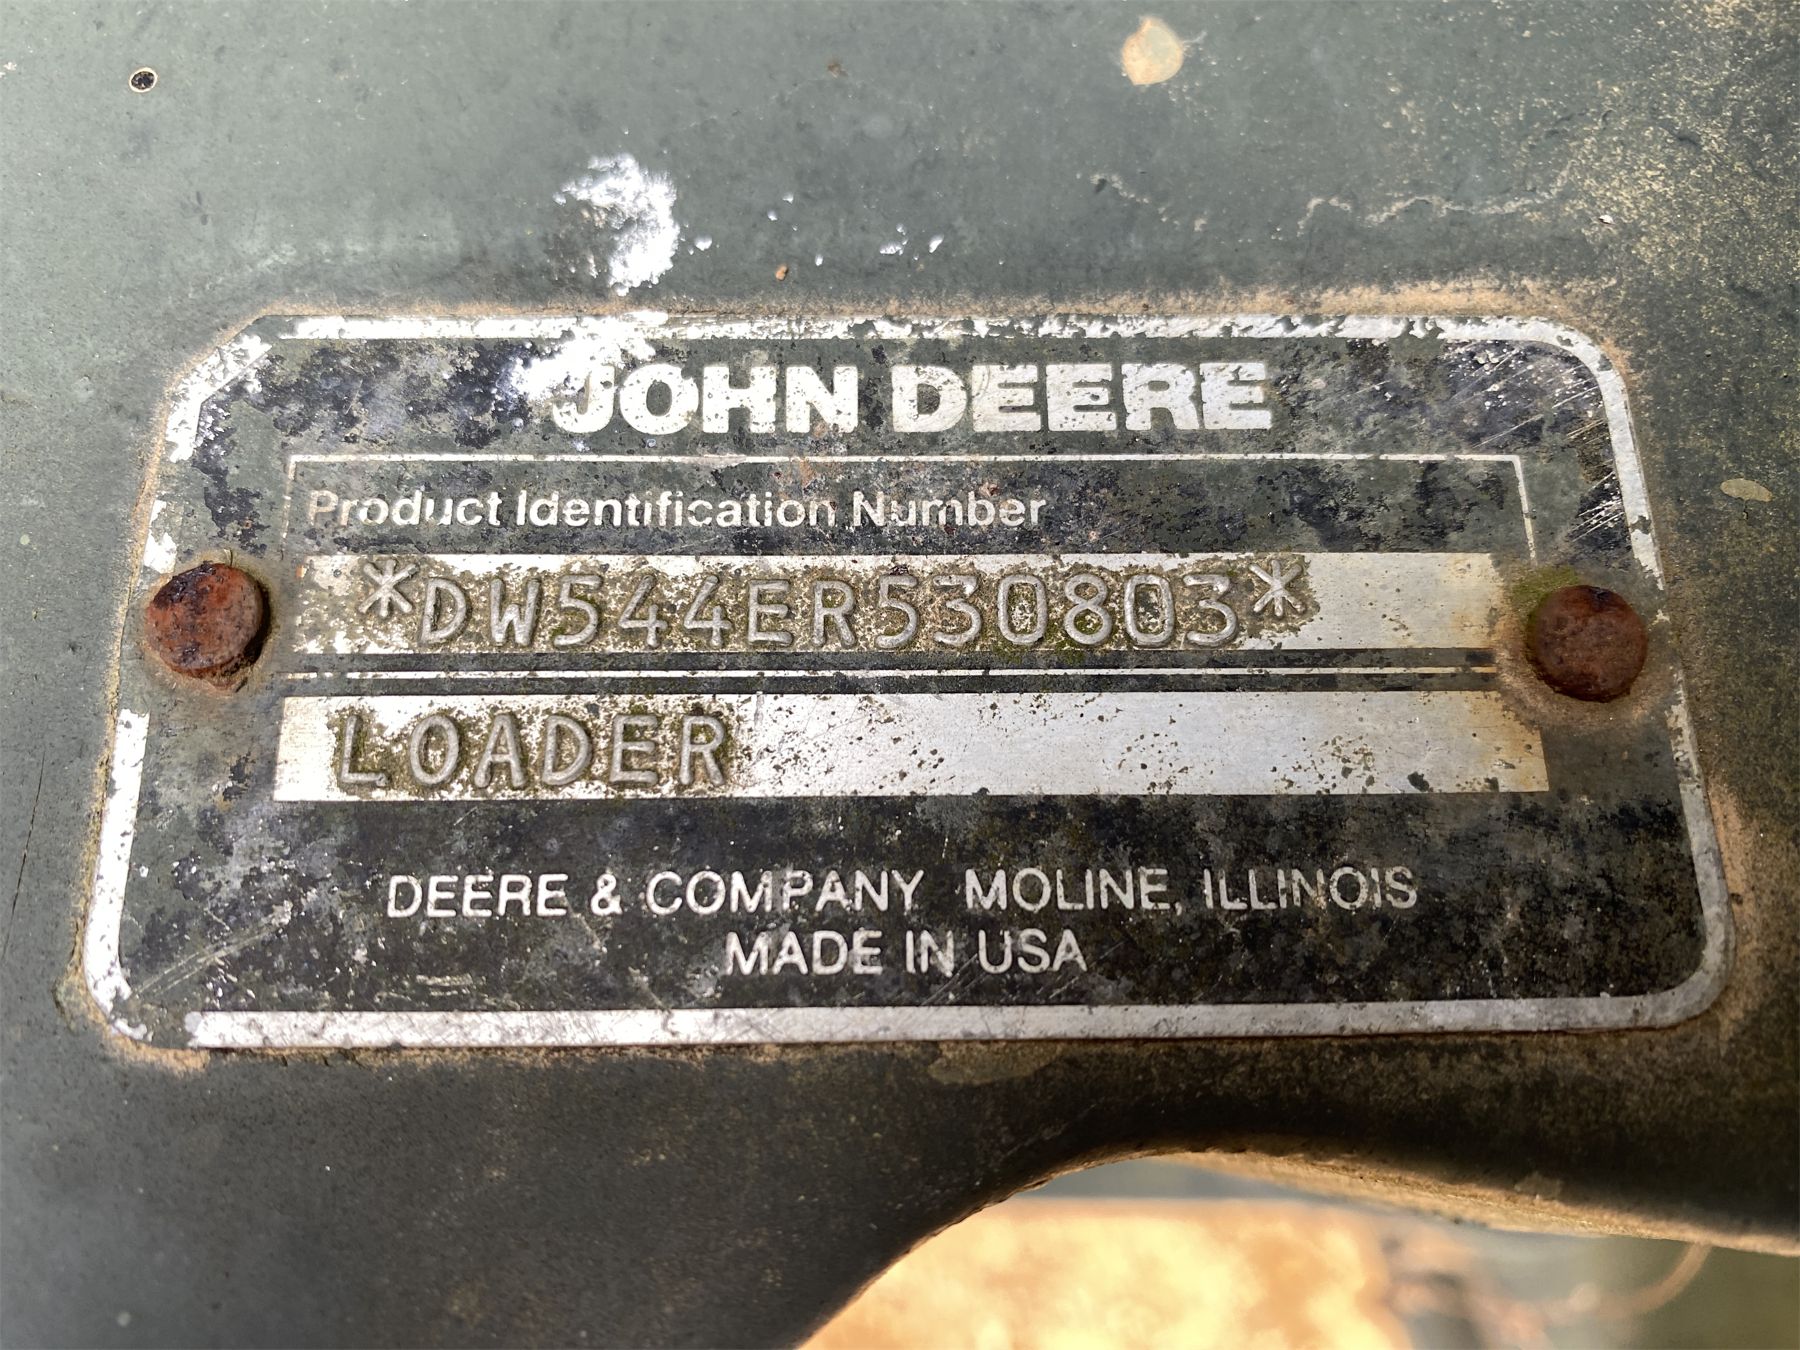 JOHN DEERE
Product Identification Number
*DW544ER530803*
LOADER
DEERE & COMPANY MOLINE, ILLINOIS
MADE IN USA